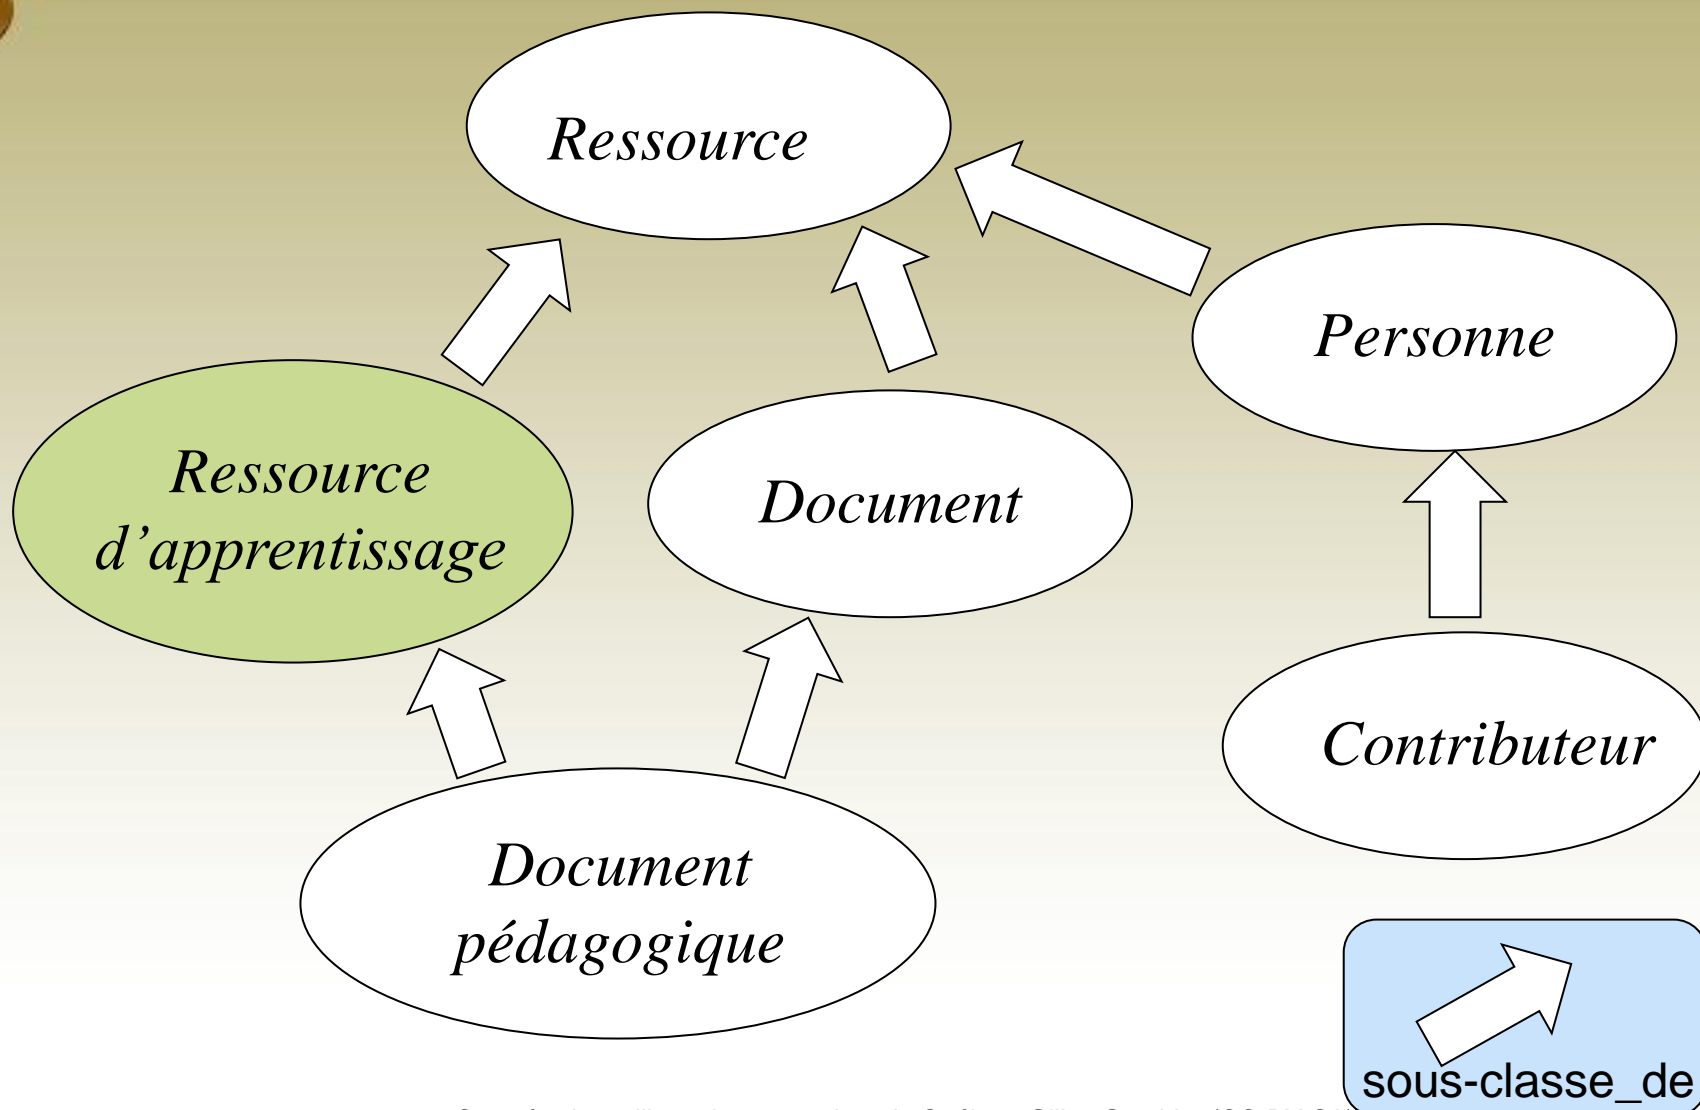 Ressource
Personne
Ressource
d’apprentissage
Document
Contributeur
Document
pédagogique
sous-classe_de